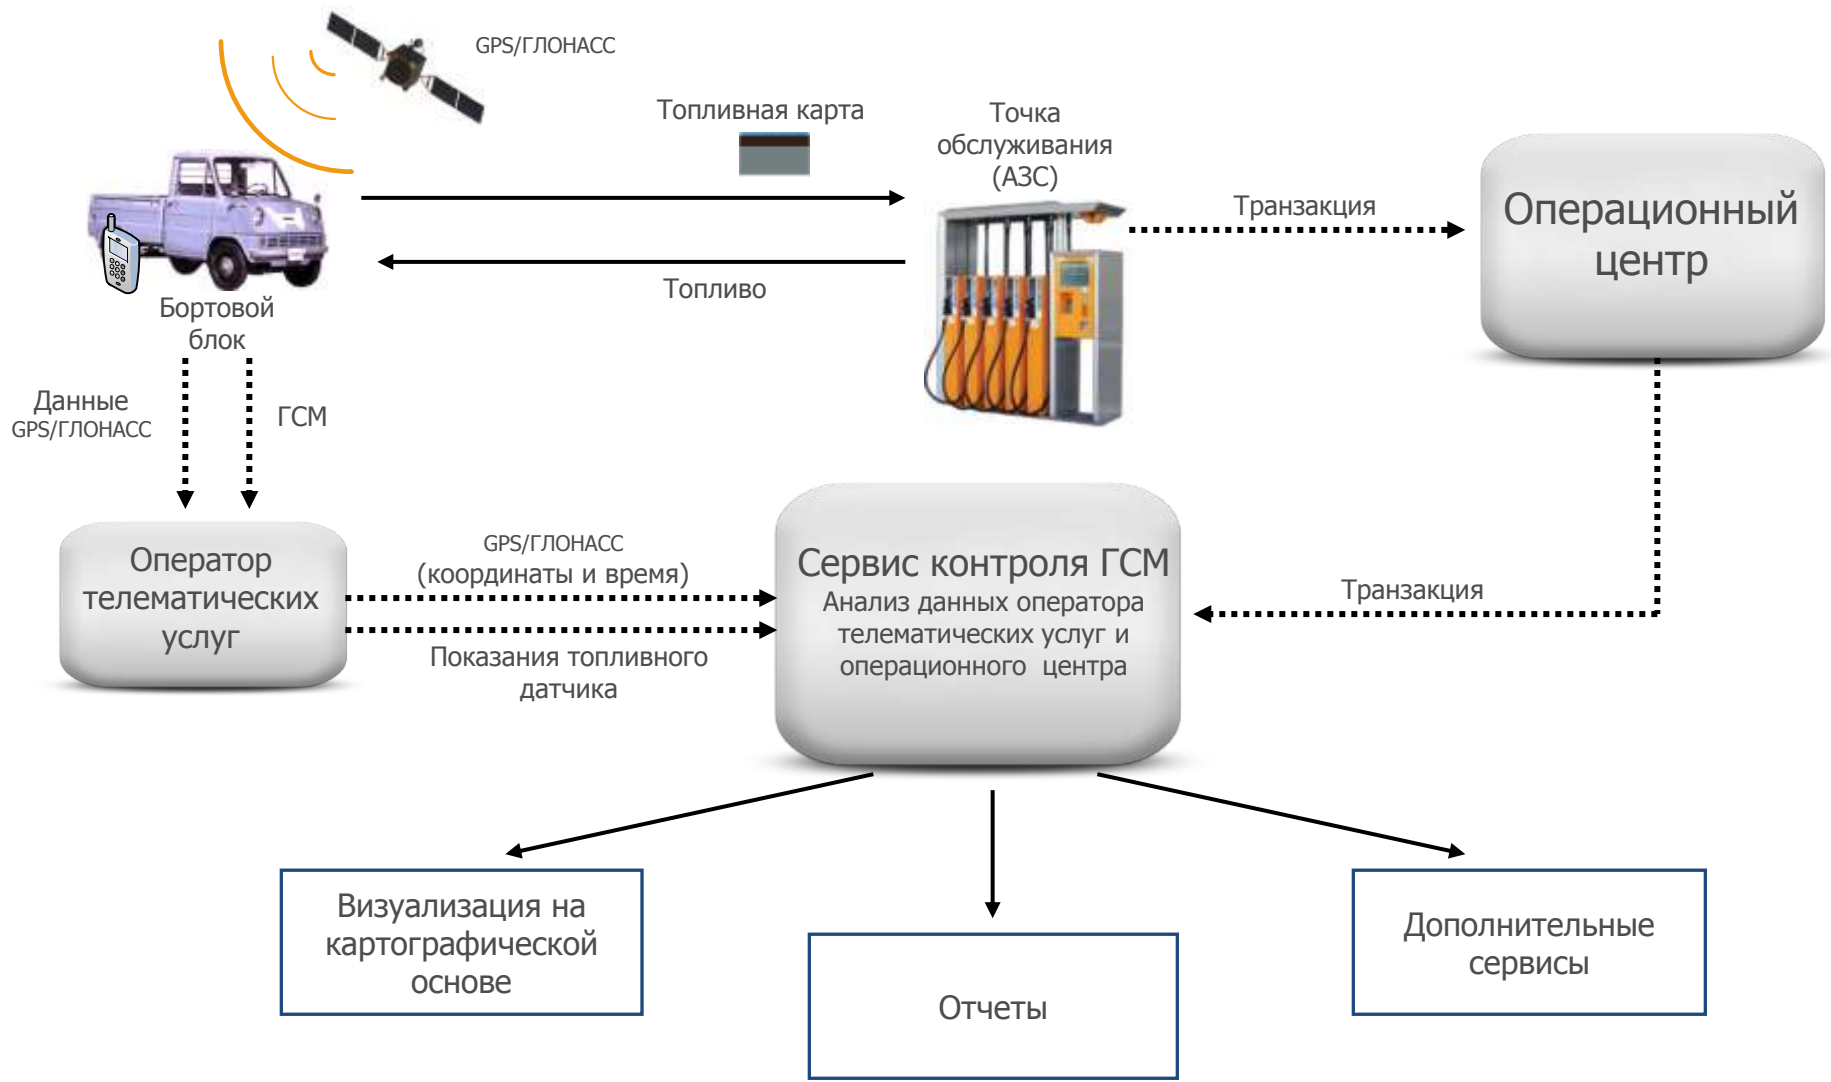 GPS/ГЛОНАСС
Топливная карта
Точка
обслуживания
(АЗС)
Транзакция
Операционный
центр
Топливо
Бортовой
блок
Данные
GPS/ГЛОНАСС
ГСМ
Оператор
телематических
услуг
GPS/ГЛОНАСС
(координаты и время)
Показания топливного
датчика
Сервис контроля ГСМ
Анализ данных оператора
телематических услуг и
операционного центра
Транзакция
Визуализация на
картографической
основе
Отчеты
Дополнительные
сервисы